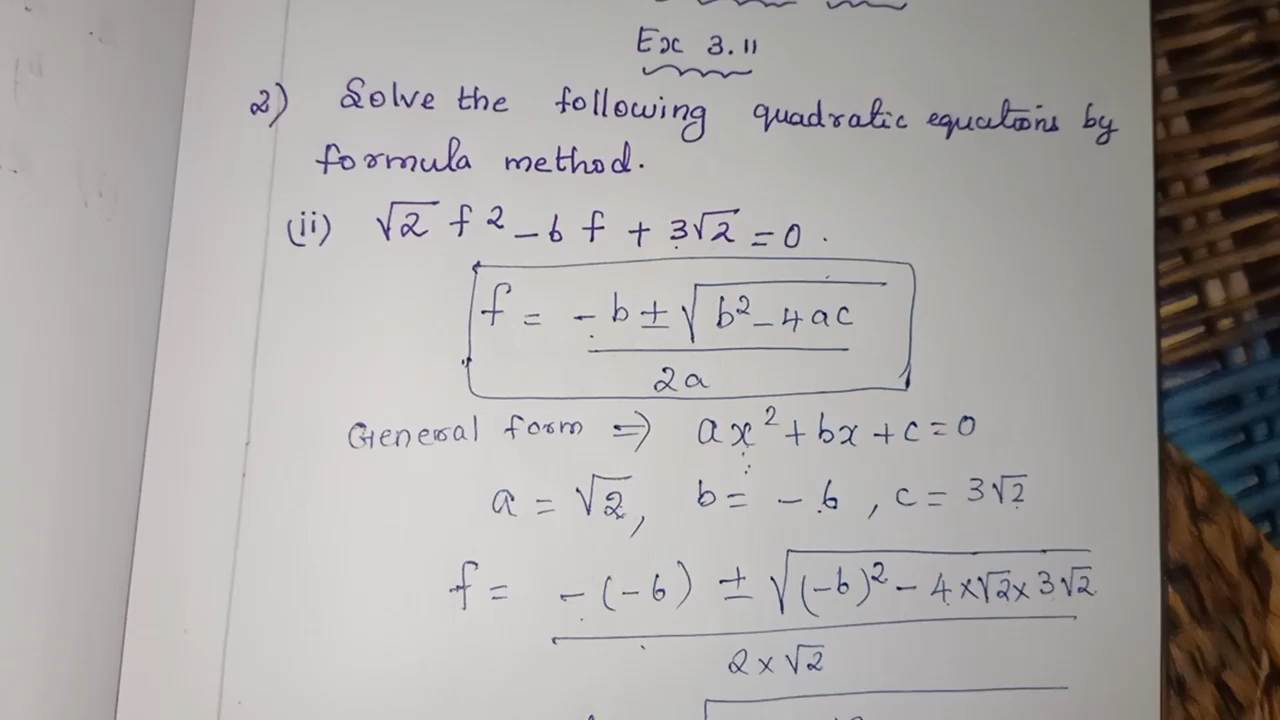 Ex 3.11
2) Solve the following quadratic equations by
formula method.
(ii) √2 f² - 6 f + 3√2 = 0.
f = -b ± √(b² - 4ac)
2a
General form ⇒ ax² + bx + c = 0
a = √2, b = -6, c = 3√2
f = -(-6) ± √((-6)² - 4×√2×3√2)
2 × √2